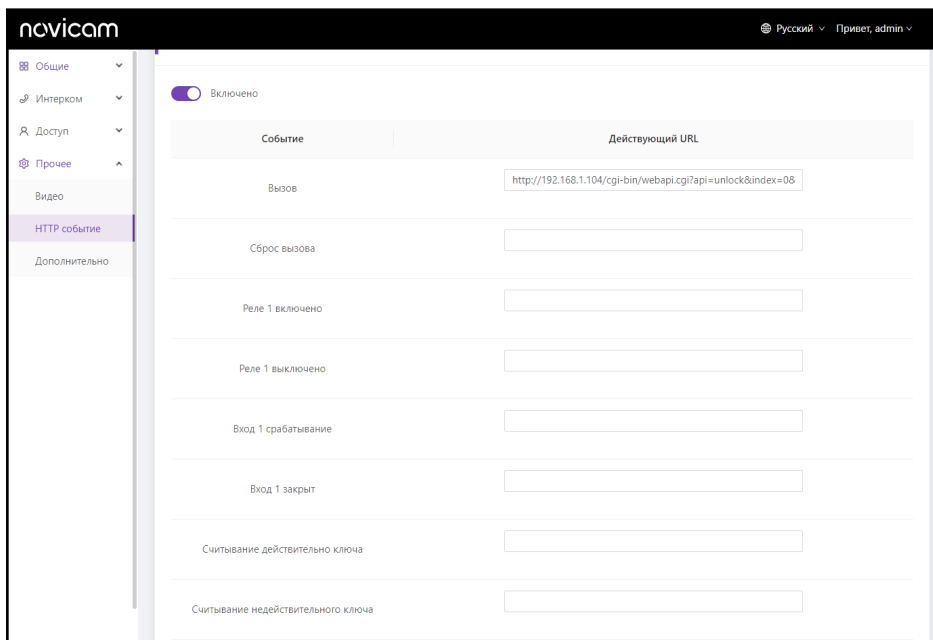 novicam
Русский
Привет, admin
Общие
Интерком
Доступ
Прочее
Видео
HTTP событие
Дополнительно
Включено
Событие
Действующий URL
Вызов
http://192.168.1.104/cgi-bin/webapi.cgi?api=unlock&index=0&
Сброс вызова
Реле 1 включено
Реле 1 выключено
Вход 1 срабатывание
Вход 1 закрыт
Считывание действительно ключа
Считывание недействительного ключа